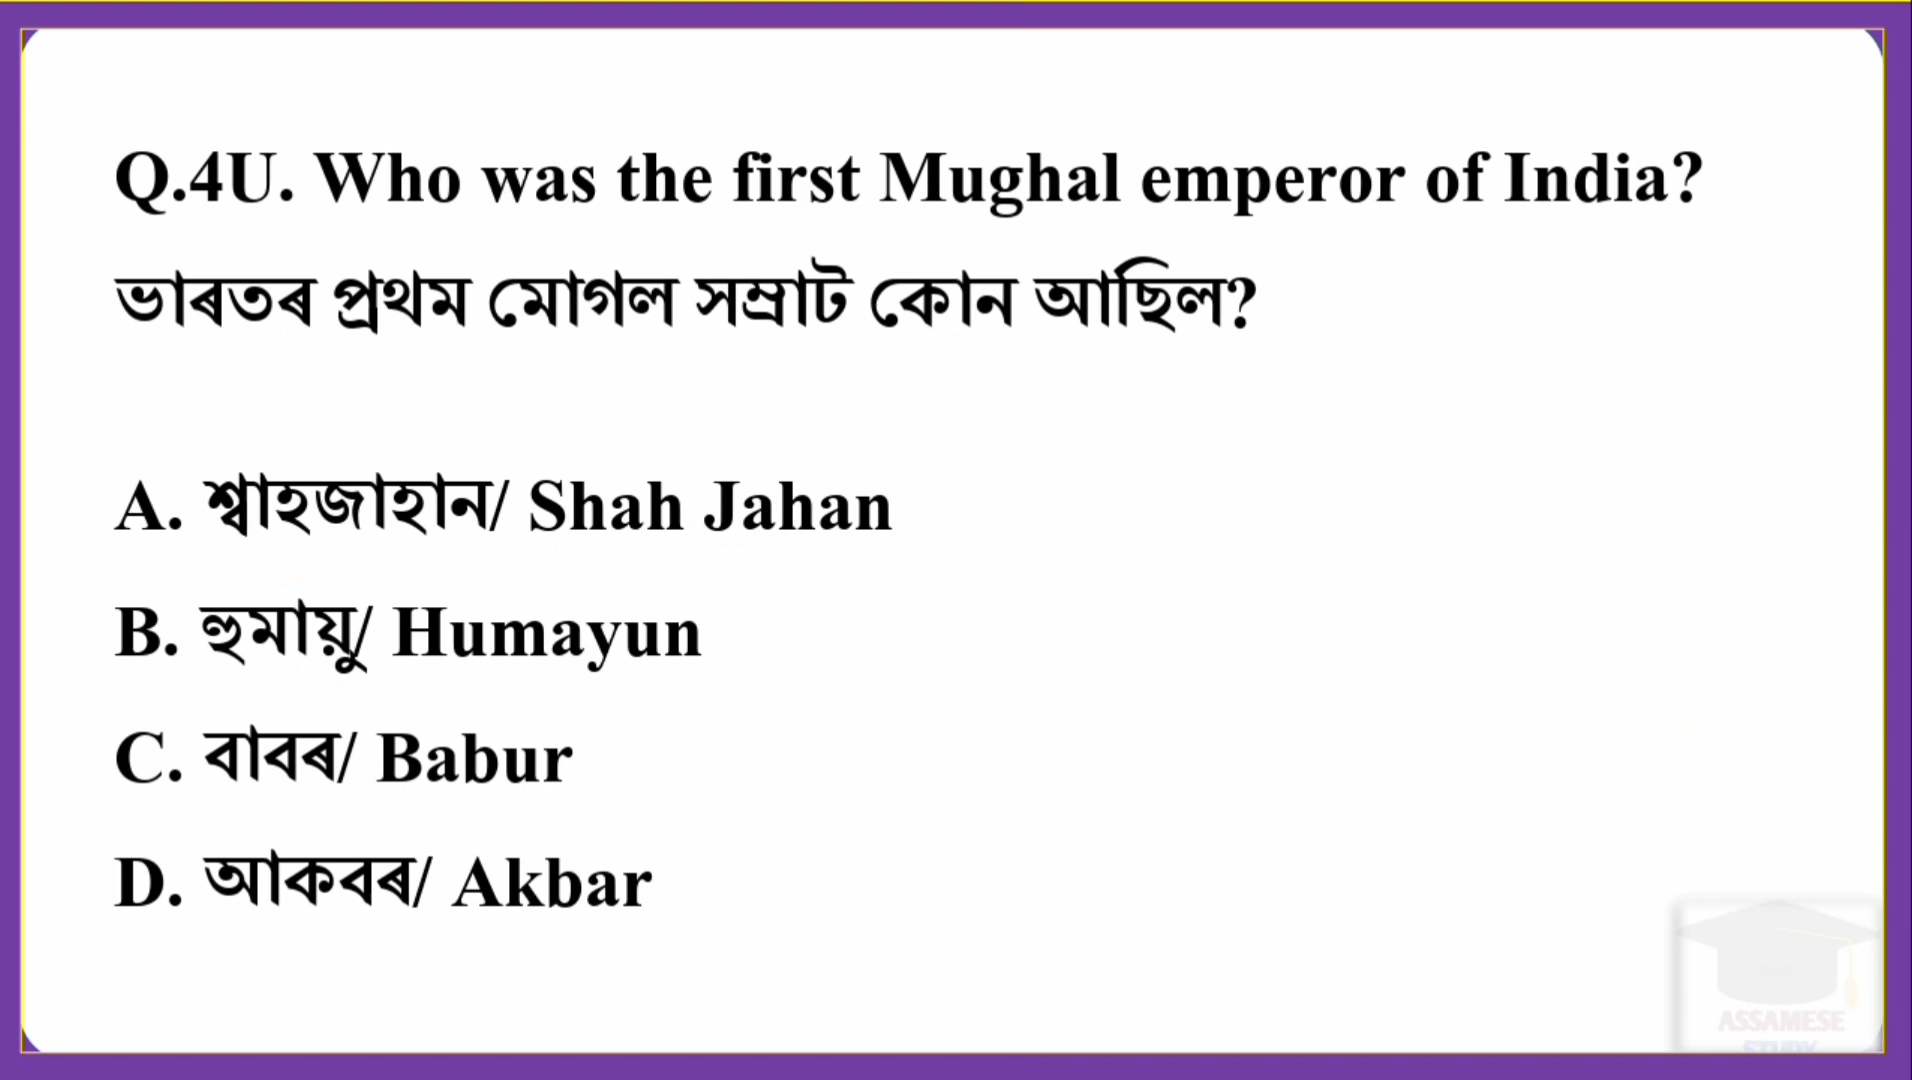 Q.4U. Who was the first Mughal emperor of India?
ভাৰতৰ প্ৰথম মোগল সম্ৰাট কোন আছিল?
A. শ্বাহজাহান/ Shah Jahan
B. হুমায়ু/ Humayun
C. বাবৰ/ Babur
D. আকবৰ/ Akbar
ASSAMESE
STUDY